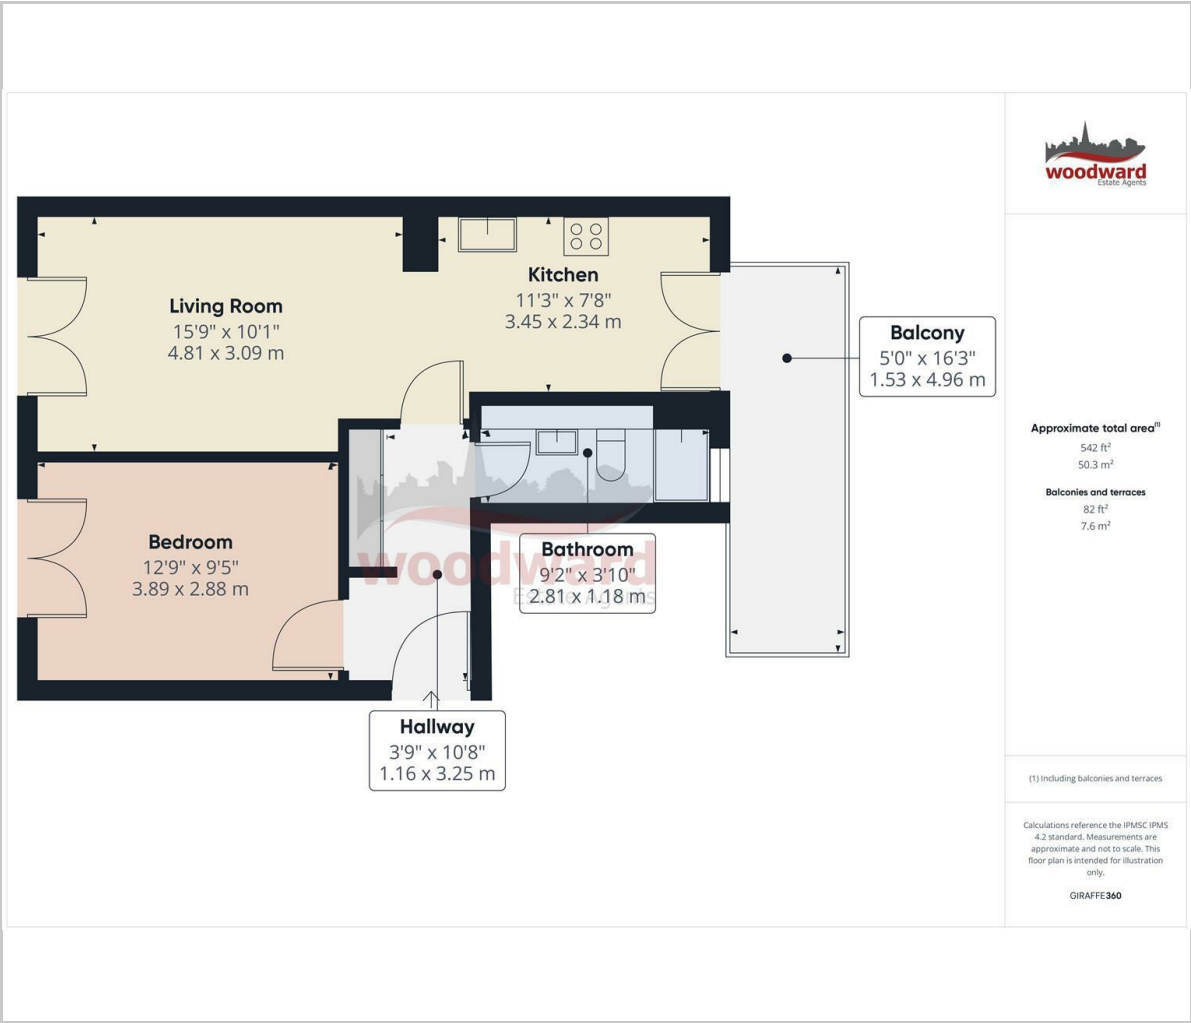 woodward
Estate Agents
Living Room
15'9" x 10'1"
4.81 x 3.09 m
Kitchen
11'3" x 7'8"
3.45 x 2.34 m
Balcony
5'0" x 16'3"
1.53 x 4.96 m
Bedroom
12'9" x 9'5"
3.89 x 2.88 m
Bathroom
9'2" x 3'10"
2.81 x 1.18 m
woodward
Estate Agents
Hallway
3'9" x 10'8"
1.16 x 3.25 m
Approximate total area(1)
542 ft²
50.3 m²
Balconies and terraces
82 ft²
7.6 m²
(1) Including balconies and terraces
Calculations reference the IPMSC IPMS
4.2 standard. Measurements are
approximate and not to scale. This
floor plan is intended for illustration
only.
GIRAFFE360